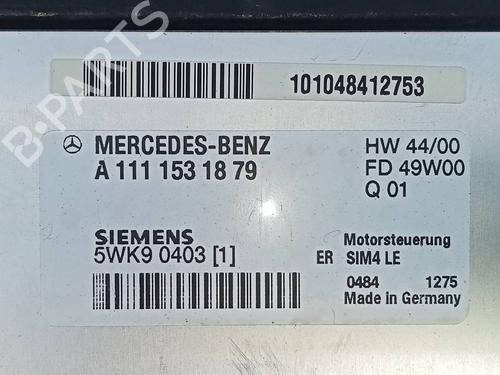 101048412753
MERCEDES-BENZ HW 44/00
A 111 153 18 79 FD 49W00
Q 01
SIEMENS Motorsteuerung
5WK9 0403 [1] ER SIM4 LE
0484 1275
Made in Germany
B-PARTS
B-PARTS